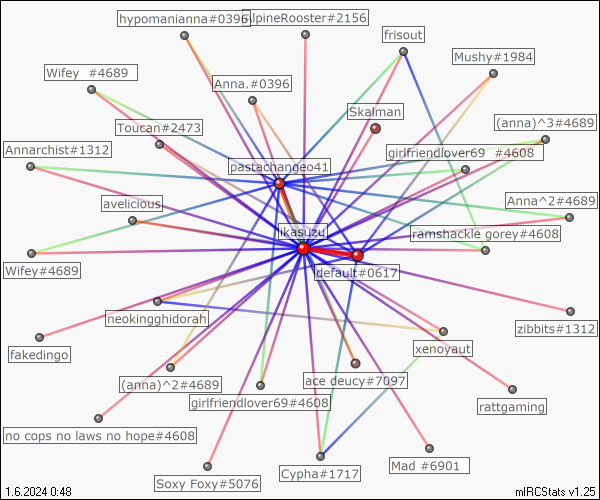 hypomanianna#0396
AlpineRooster#2156
frisout
Mushy#1984
Wifey #4689
Anna.#0396
Skalman
(anna)^3#4689
Toucan#2473
Annarchist#1312
girlfriendlover69 #4608
pastachangeo41
avelicious
Anna^2#4689
ikasuzu
ramshackle gorey#4608
Wifey#4689
default#0617
neokingghidorah
zibbits#1312
fakedingo
xenoyaut
(anna)^2#4689
ace deucy#7097
girlfriendlover69#4608
rattgaming
no cops no laws no hope#4608
Soxy Foxy#5076
Cypha#1717
Mad #6901
1.6.2024 0:48
mIRCStats v1.25